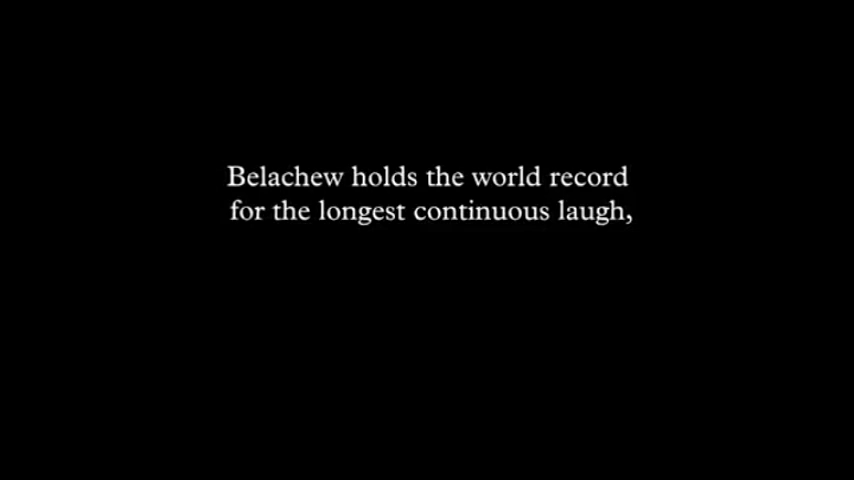 Belachew holds the world record
for the longest continuous laugh,